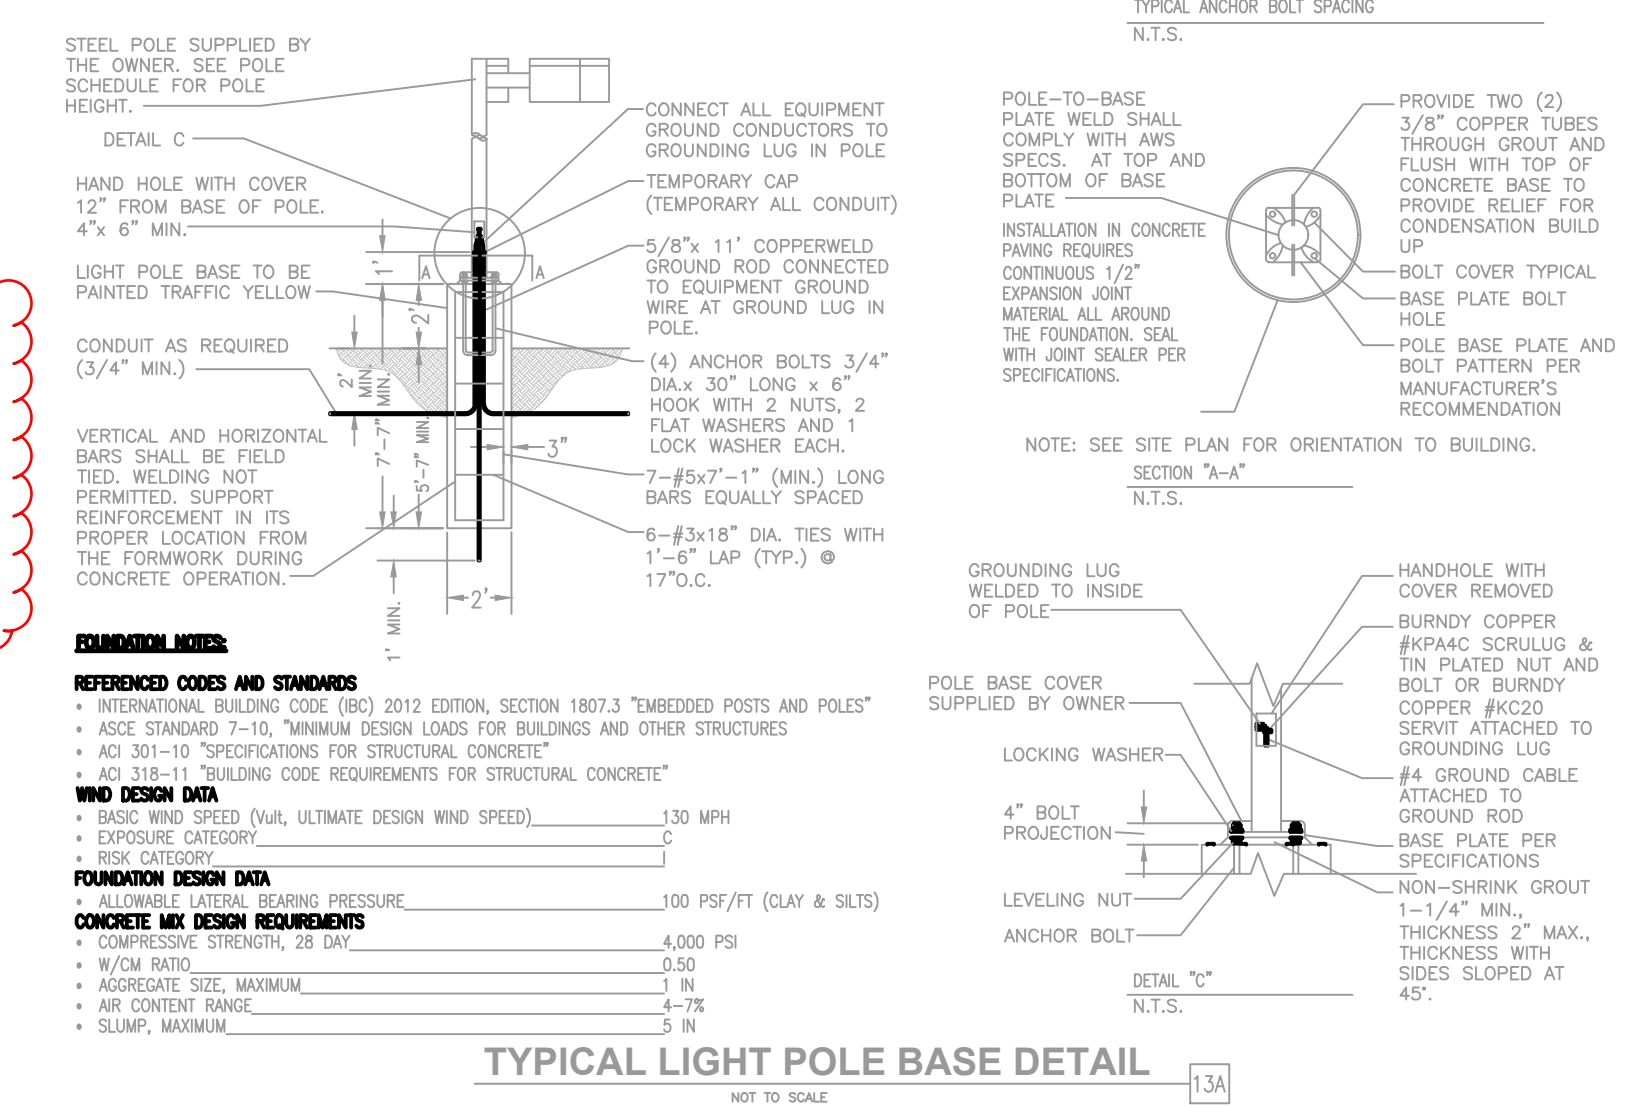 TYPICAL ANCHOR BOLT SPACING
N.T.S.
STEEL POLE SUPPLIED BY
THE OWNER. SEE POLE
SCHEDULE FOR POLE
HEIGHT.
DETAIL C
HAND HOLE WITH COVER
12" FROM BASE OF POLE.
4"x 6" MIN.
LIGHT POLE BASE TO BE
PAINTED TRAFFIC YELLOW
CONDUIT AS REQUIRED
(3/4" MIN.)
VERTICAL AND HORIZONTAL
BARS SHALL BE FIELD
TIED. WELDING NOT
PERMITTED. SUPPORT
REINFORCEMENT IN ITS
PROPER LOCATION FROM
THE FORMWORK DURING
CONCRETE OPERATION.
A
A
1'
2'
2'
MIN.
7'-7" MIN.
5'-7" MIN.
3"
2'
1' MIN.
CONNECT ALL EQUIPMENT
GROUND CONDUCTORS TO
GROUNDING LUG IN POLE
TEMPORARY CAP
(TEMPORARY ALL CONDUIT)
5/8"x 11' COPPERWELD
GROUND ROD CONNECTED
TO EQUIPMENT GROUND
WIRE AT GROUND LUG IN
POLE.
(4) ANCHOR BOLTS 3/4"
DIA.x 30" LONG x 6"
HOOK WITH 2 NUTS, 2
FLAT WASHERS AND 1
LOCK WASHER EACH.
7-#5x7'-1" (MIN.) LONG
BARS EQUALLY SPACED
6-#3x18" DIA. TIES WITH
1'-6" LAP (TYP.) @
17"O.C.
POLE-TO-BASE
PLATE WELD SHALL
COMPLY WITH AWS
SPECS. AT TOP AND
BOTTOM OF BASE
PLATE
INSTALLATION IN CONCRETE
PAVING REQUIRES
CONTINUOUS 1/2"
EXPANSION JOINT
MATERIAL ALL AROUND
THE FOUNDATION. SEAL
WITH JOINT SEALER PER
SPECIFICATIONS.
PROVIDE TWO (2)
3/8" COPPER TUBES
THROUGH GROUT AND
FLUSH WITH TOP OF
CONCRETE BASE TO
PROVIDE RELIEF FOR
CONDENSATION BUILD
UP
BOLT COVER TYPICAL
BASE PLATE BOLT
HOLE
POLE BASE PLATE AND
BOLT PATTERN PER
MANUFACTURER'S
RECOMMENDATION
NOTE: SEE SITE PLAN FOR ORIENTATION TO BUILDING.
SECTION "A-A"
N.T.S.
GROUNDING LUG
WELDED TO INSIDE
OF POLE
POLE BASE COVER
SUPPLIED BY OWNER
LOCKING WASHER
4" BOLT
PROJECTION
LEVELING NUT
ANCHOR BOLT
HANDHOLE WITH
COVER REMOVED
BURNDY COPPER
#KPA4C SCRULUG &
TIN PLATED NUT AND
BOLT OR BURNDY
COPPER #KC20
SERVIT ATTACHED TO
GROUNDING LUG
#4 GROUND CABLE
ATTACHED TO
GROUND ROD
BASE PLATE PER
SPECIFICATIONS
NON-SHRINK GROUT
1-1/4" MIN.,
THICKNESS 2" MAX.,
THICKNESS WITH
SIDES SLOPED AT
45°.
DETAIL "C"
N.T.S.
FOUNDATION NOTES:
REFERENCED CODES AND STANDARDS
• INTERNATIONAL BUILDING CODE (IBC) 2012 EDITION, SECTION 1807.3 "EMBEDDED POSTS AND POLES"
• ASCE STANDARD 7-10, "MINIMUM DESIGN LOADS FOR BUILDINGS AND OTHER STRUCTURES
• ACI 301-10 "SPECIFICATIONS FOR STRUCTURAL CONCRETE"
• ACI 318-11 "BUILDING CODE REQUIREMENTS FOR STRUCTURAL CONCRETE"
WIND DESIGN DATA
• BASIC WIND SPEED (Vult, ULTIMATE DESIGN WIND SPEED) 130 MPH
• EXPOSURE CATEGORY C
• RISK CATEGORY I
FOUNDATION DESIGN DATA
• ALLOWABLE LATERAL BEARING PRESSURE 100 PSF/FT (CLAY & SILTS)
CONCRETE MIX DESIGN REQUIREMENTS
• COMPRESSIVE STRENGTH, 28 DAY 4,000 PSI
• W/CM RATIO 0.50
• AGGREGATE SIZE, MAXIMUM 1 IN
• AIR CONTENT RANGE 4-7%
• SLUMP, MAXIMUM 5 IN
TYPICAL LIGHT POLE BASE DETAIL
13A
NOT TO SCALE